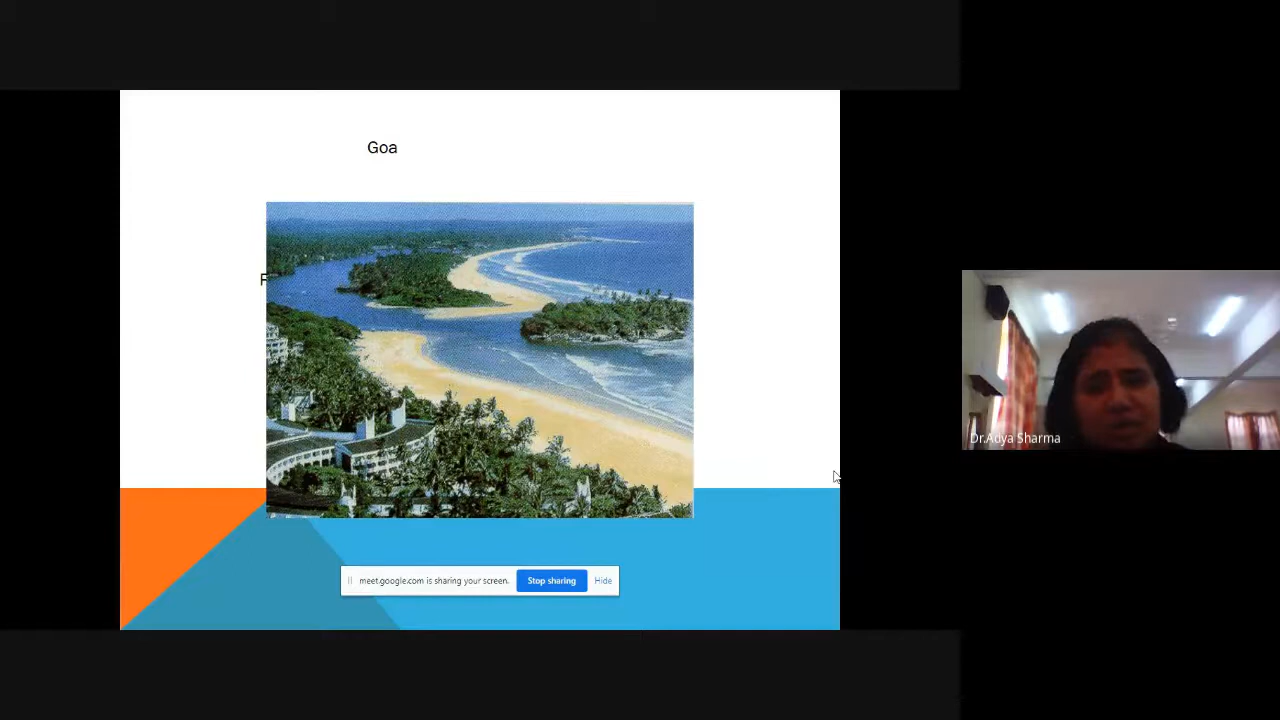 Goa
F
meet.google.com is sharing your screen.
Stop sharing
Hide
Dr.Adya Sharma